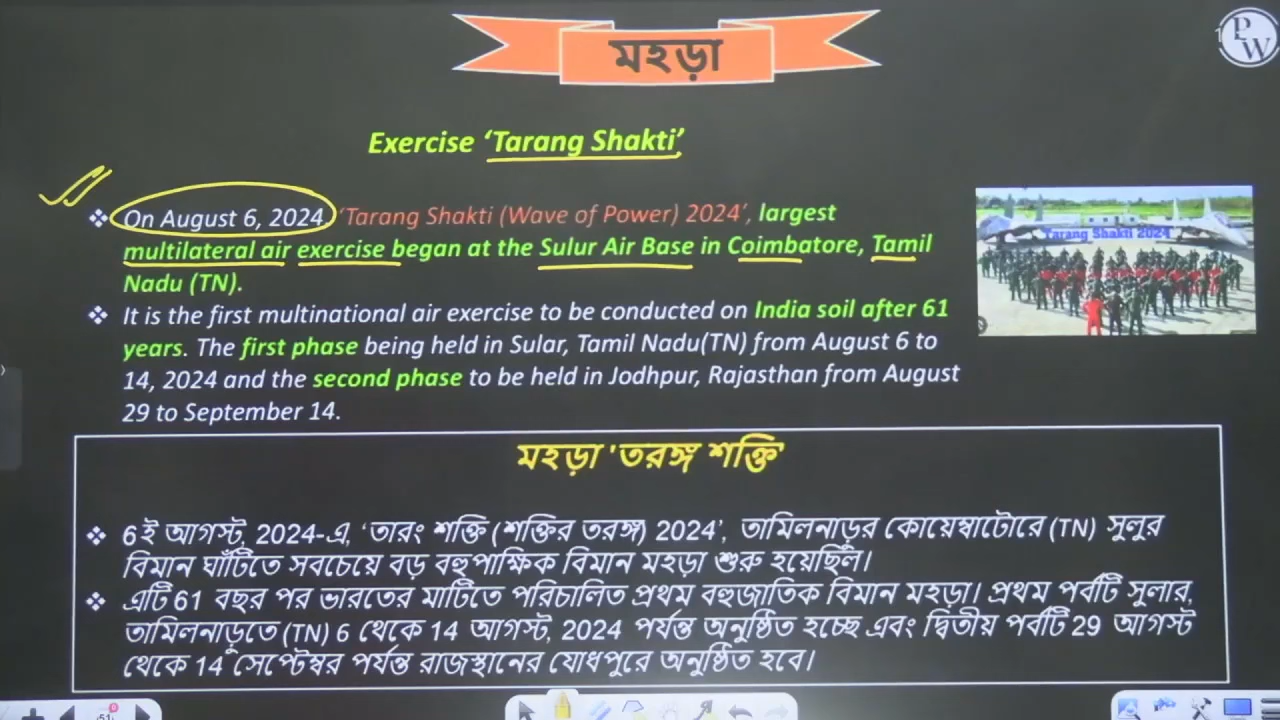 মহড়া
PW
Exercise ‘Tarang Shakti’
❖ On August 6, 2024, ‘Tarang Shakti (Wave of Power) 2024’, largest
multilateral air exercise began at the Sulur Air Base in Coimbatore, Tamil
Nadu (TN).
❖ It is the first multinational air exercise to be conducted on India soil after 61
years. The first phase being held in Sular, Tamil Nadu(TN) from August 6 to
14, 2024 and the second phase to be held in Jodhpur, Rajasthan from August
29 to September 14.
Tarang Shakti 2024
মহড়া 'তরঙ্গ শক্তি'
❖ 6ই আগস্ট, 2024-এ, ‘তারং শক্তি (শক্তির তরঙ্গ) 2024’, তামিলনাড়ুর কোয়েম্বাটোরে (TN) সুলুর
বিমান ঘাঁটিতে সবচেয়ে বড় বহুপাক্ষিক বিমান মহড়া শুরু হয়েছিল।
❖ এটি 61 বছর পর ভারতের মাটিতে পরিচালিত প্রথম বহুজাতিক বিমান মহড়া। প্রথম পর্বটি সুলার,
তামিলনাড়ুতে (TN) 6 থেকে 14 আগস্ট, 2024 পর্যন্ত অনুষ্ঠিত হচ্ছে এবং দ্বিতীয় পর্বটি 29 আগস্ট
থেকে 14 সেপ্টেম্বর পর্যন্ত রাজস্থানের যোধপুরে অনুষ্ঠিত হবে।
51